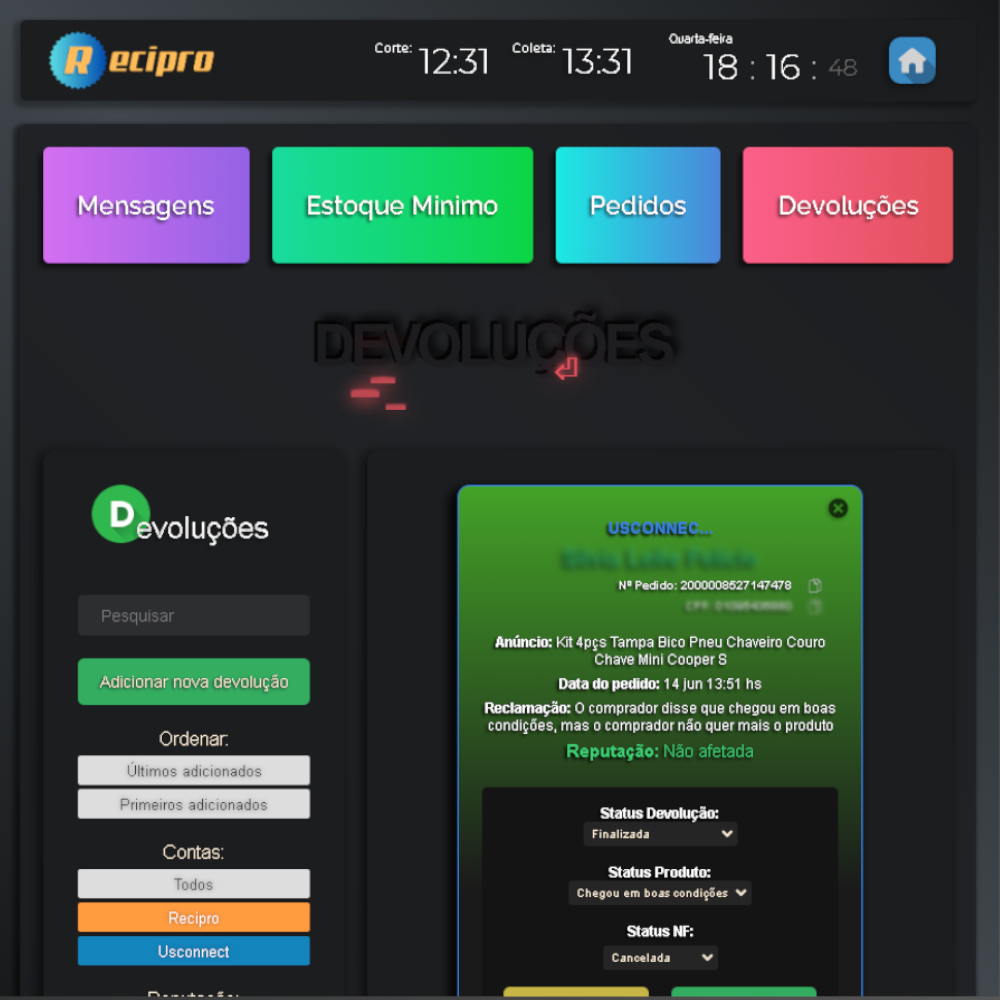 Recipro
Corte: 12:31
Coleta: 13:31
Quarta-feira
18 : 16 : 48
Mensagens
Estoque Minimo
Pedidos
Devoluções
DEVOLUÇÕES
Devoluções
Pesquisar
Adicionar nova devolução
Ordenar:
Últimos adicionados
Primeiros adicionados
Contas:
Todos
Recipro
Usconnect
USCONNEC...
Nº Pedido: 2000008527147478
Anúncio: Kit 4pçs Tampa Bico Pneu Chaveiro Couro
Chave Mini Cooper S
Data do pedido: 14 jun 13:51 hs
Reclamação: O comprador disse que chegou em boas
condições, mas o comprador não quer mais o produto
Reputação: Não afetada
Status Devolução:
Finalizada
Status Produto:
Chegou em boas condições
Status NF:
Cancelada